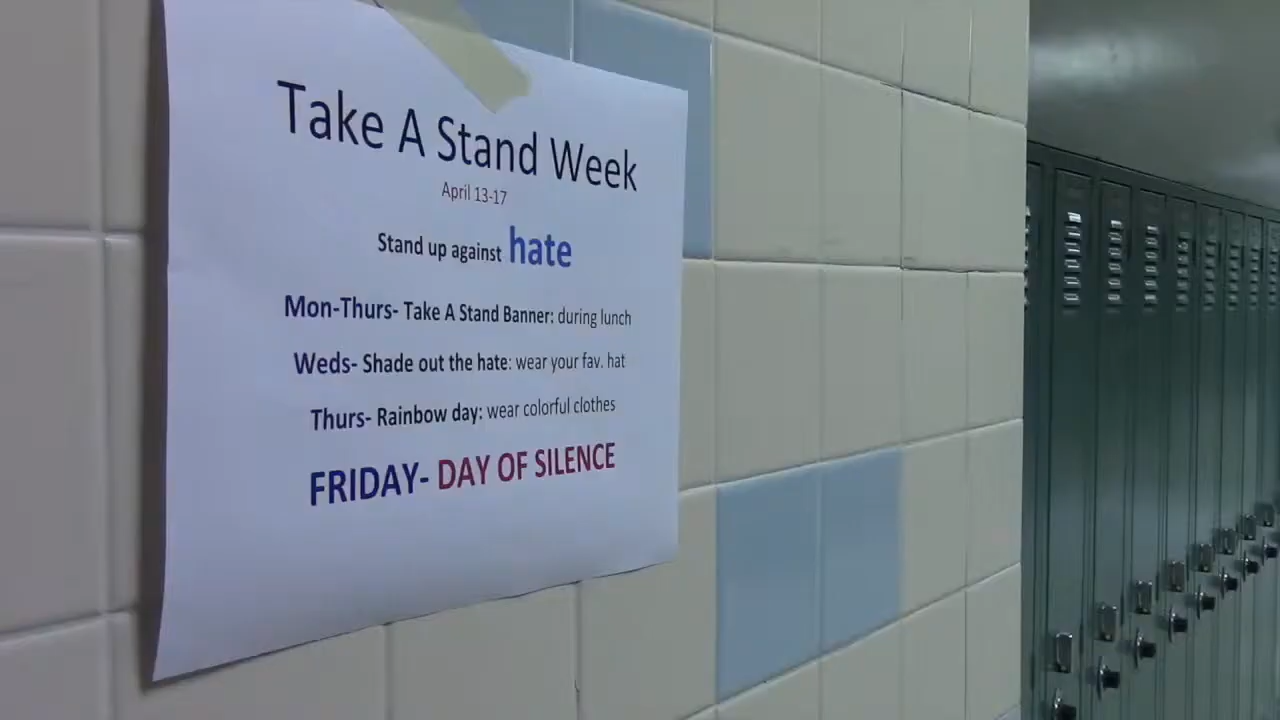 Take A Stand Week
April 13-17
Stand up against hate
Mon-Thurs- Take A Stand Banner: during lunch
Weds- Shade out the hate: wear your fav. hat
Thurs- Rainbow day: wear colorful clothes
FRIDAY- DAY OF SILENCE